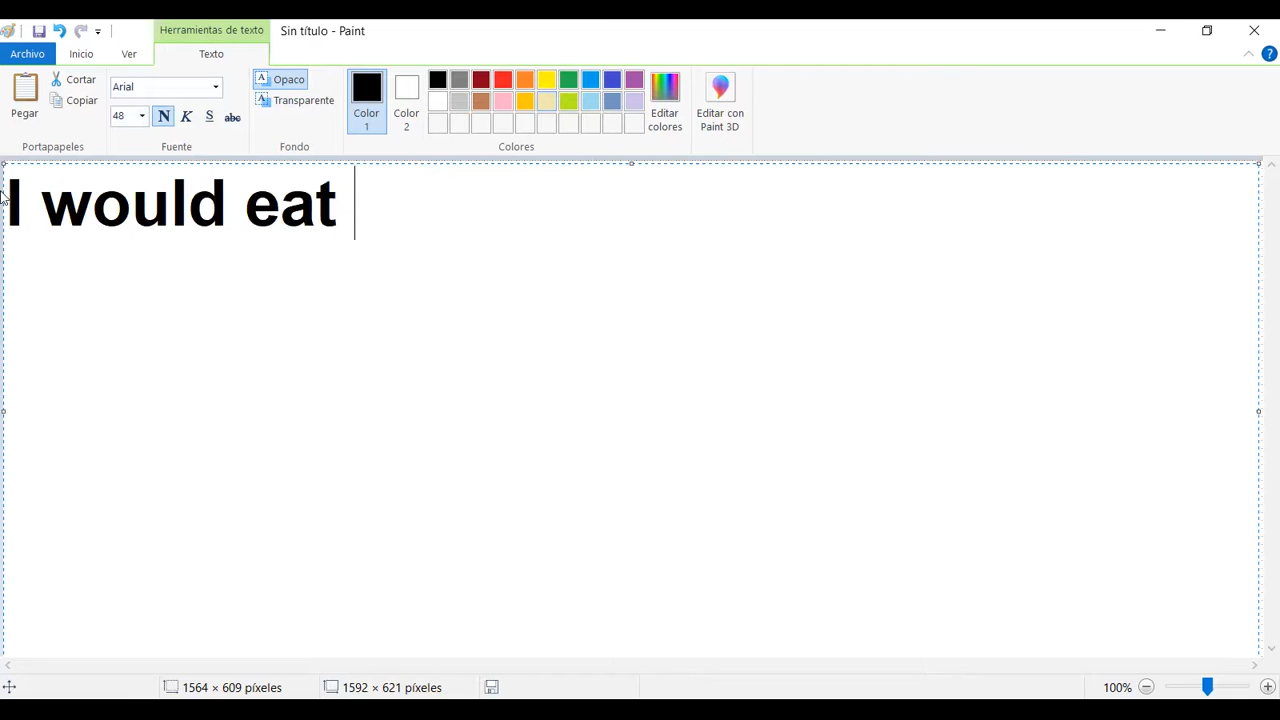 Herramientas de texto Sin título - Paint
Archivo Inicio Ver Texto
Pegar
Cortar
Copiar
Portapapeles
Arial
48 N K S abc
Fuente
A Opaco
A Transparente
Fondo
Color 1
Color 2
Editar colores
Colores
Editar con Paint 3D
I would eat
1564 × 609 píxeles 1592 × 621 píxeles 100%